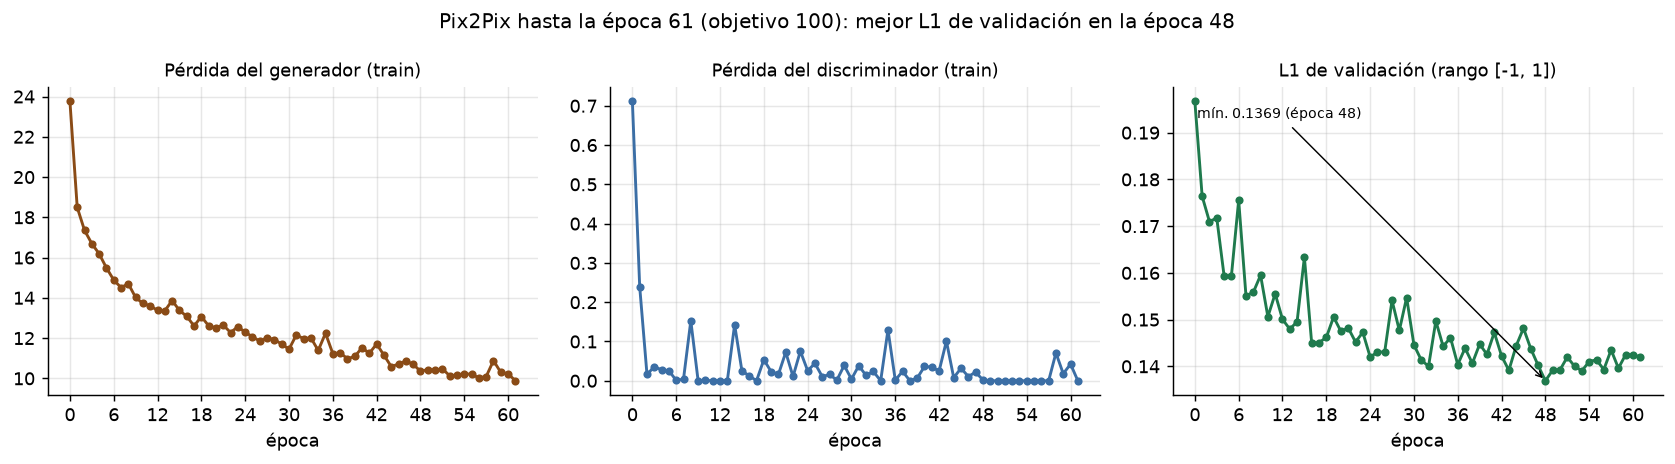 Pix2Pix hasta la época 61 (objetivo 100): mejor L1 de validación en la época 48
Pérdida del generador (train)
24
22
20
18
16
14
12
10
0 6 12 18 24 30 36 42 48 54 60
época
Pérdida del discriminador (train)
0.7
0.6
0.5
0.4
0.3
0.2
0.1
0.0
0 6 12 18 24 30 36 42 48 54 60
época
L1 de validación (rango [-1, 1])
mín. 0.1369 (época 48)
0.19
0.18
0.17
0.16
0.15
0.14
0 6 12 18 24 30 36 42 48 54 60
época